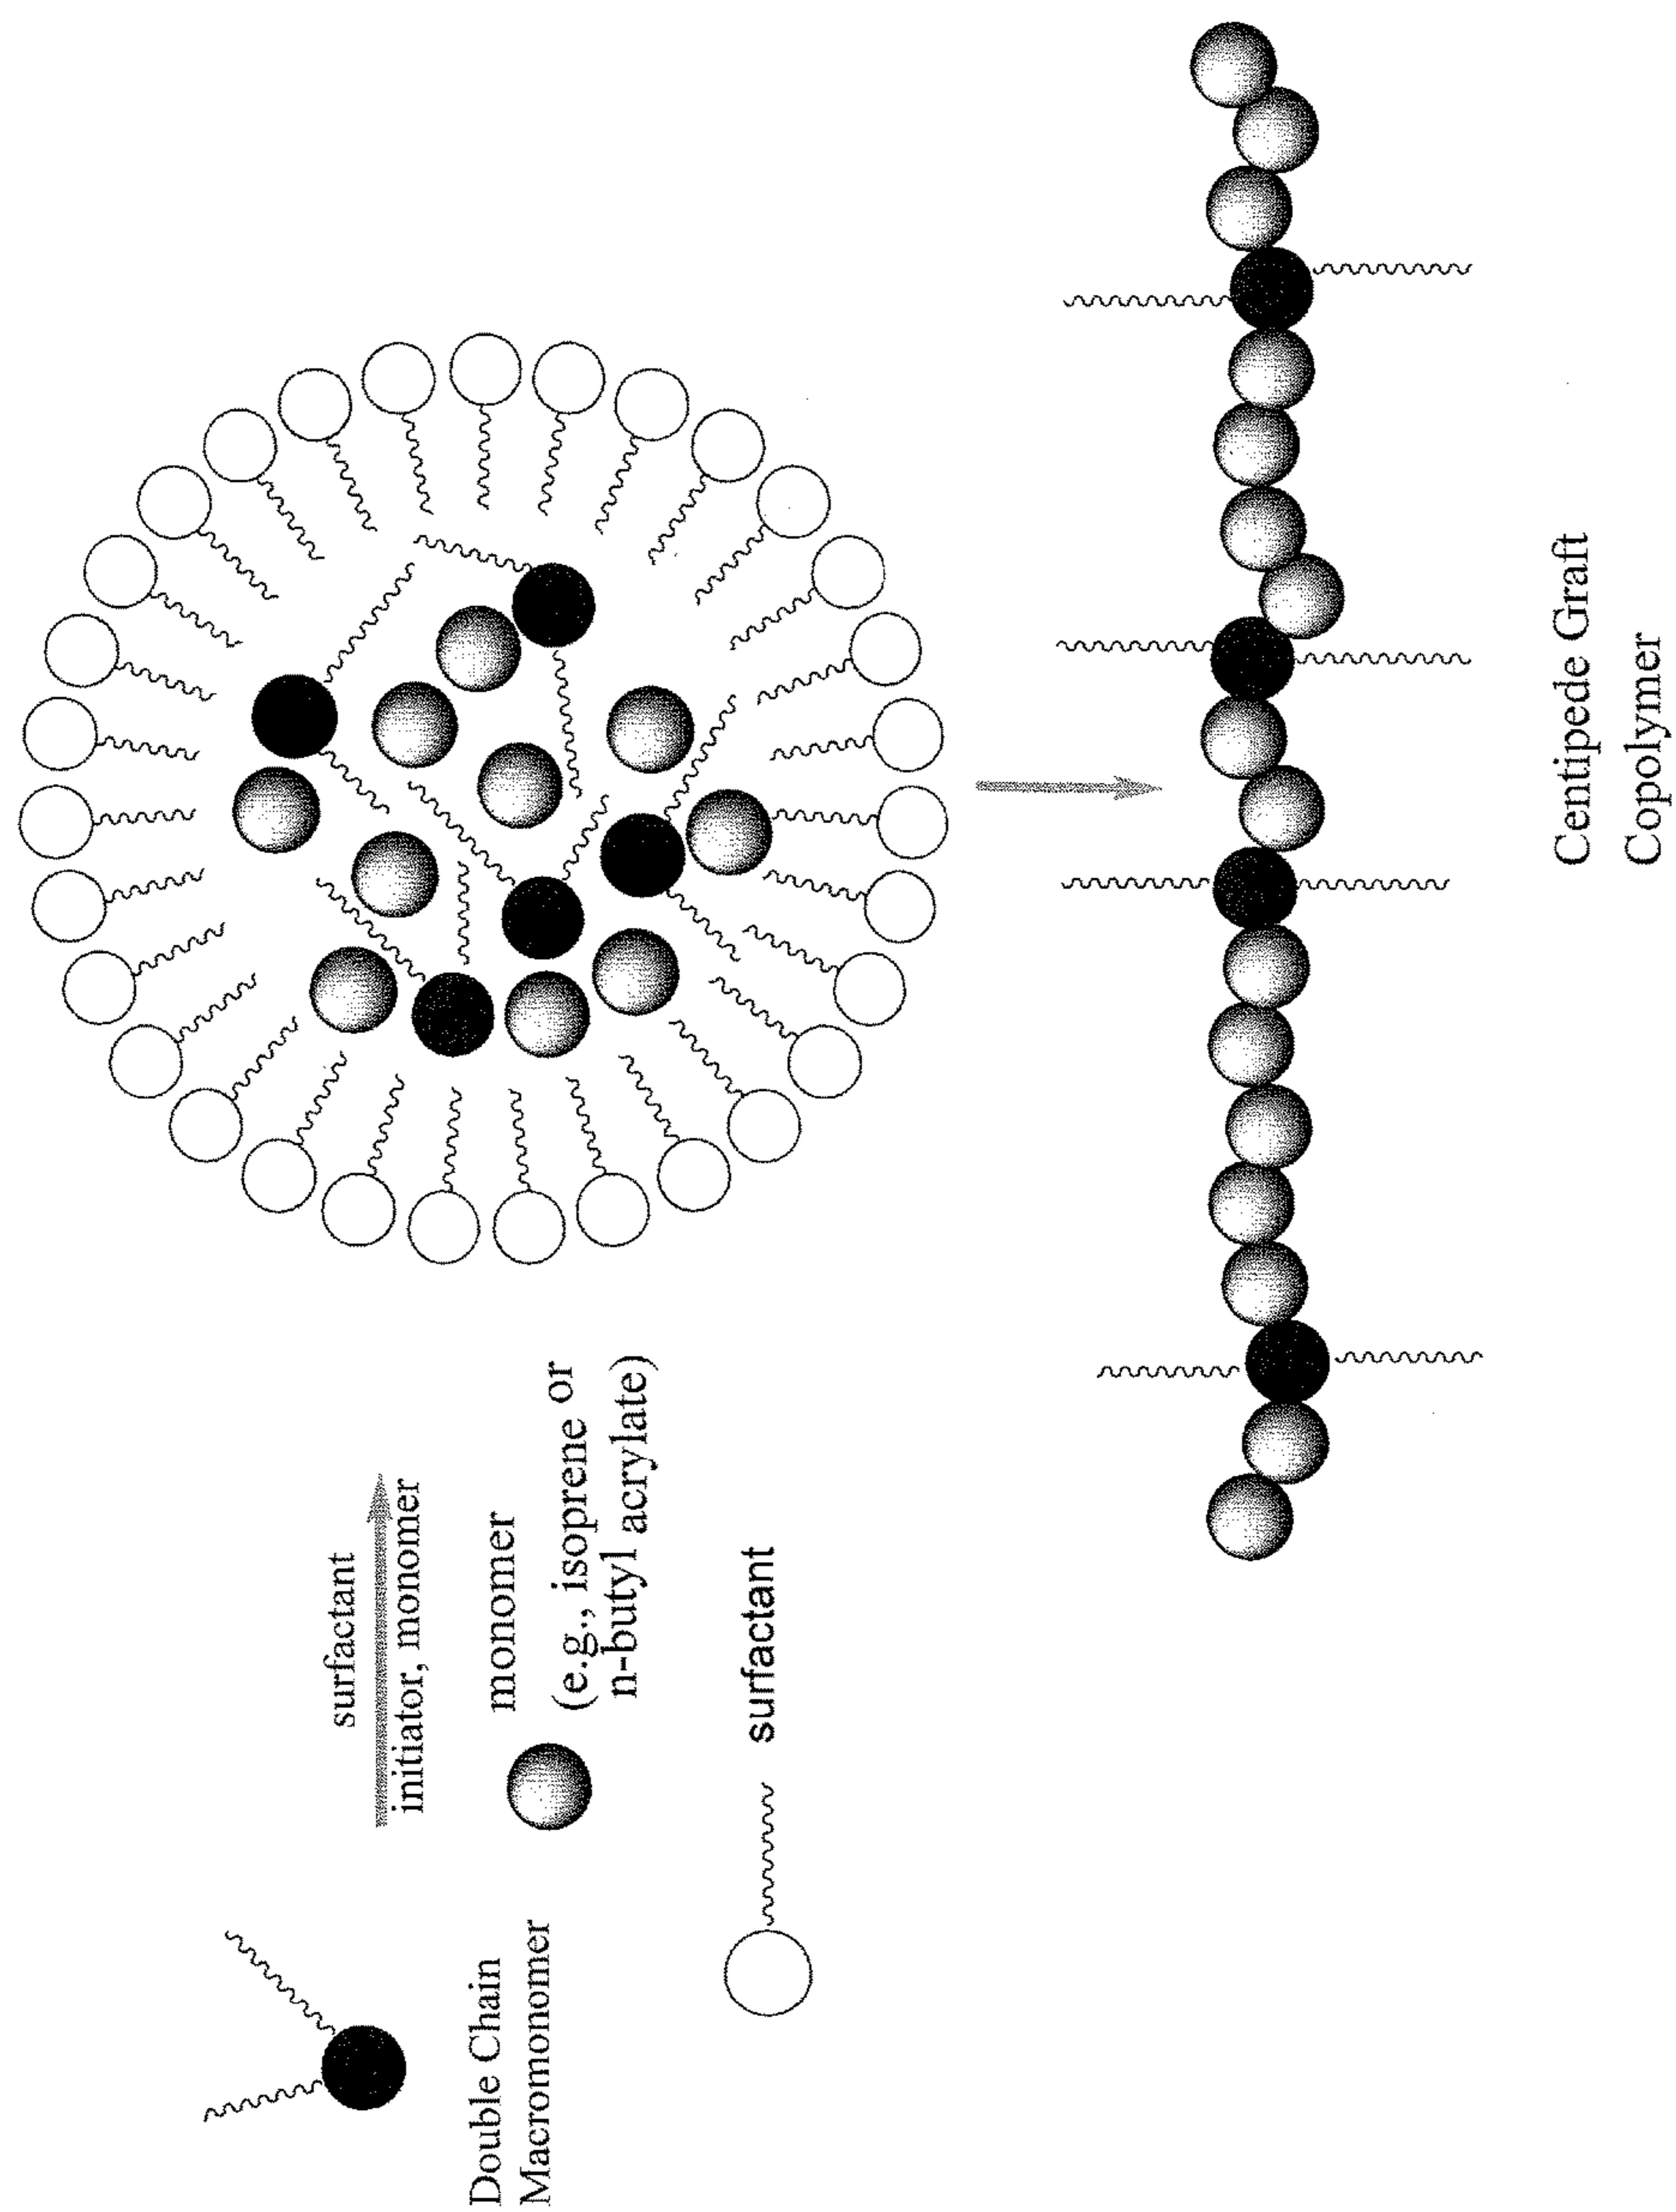 surfactant
initiator, monomer
Double Chain
Macromonomer
monomer
(e.g., isoprene or
n-butyl acrylate)
surfactant
Centipede Graft
Copolymer